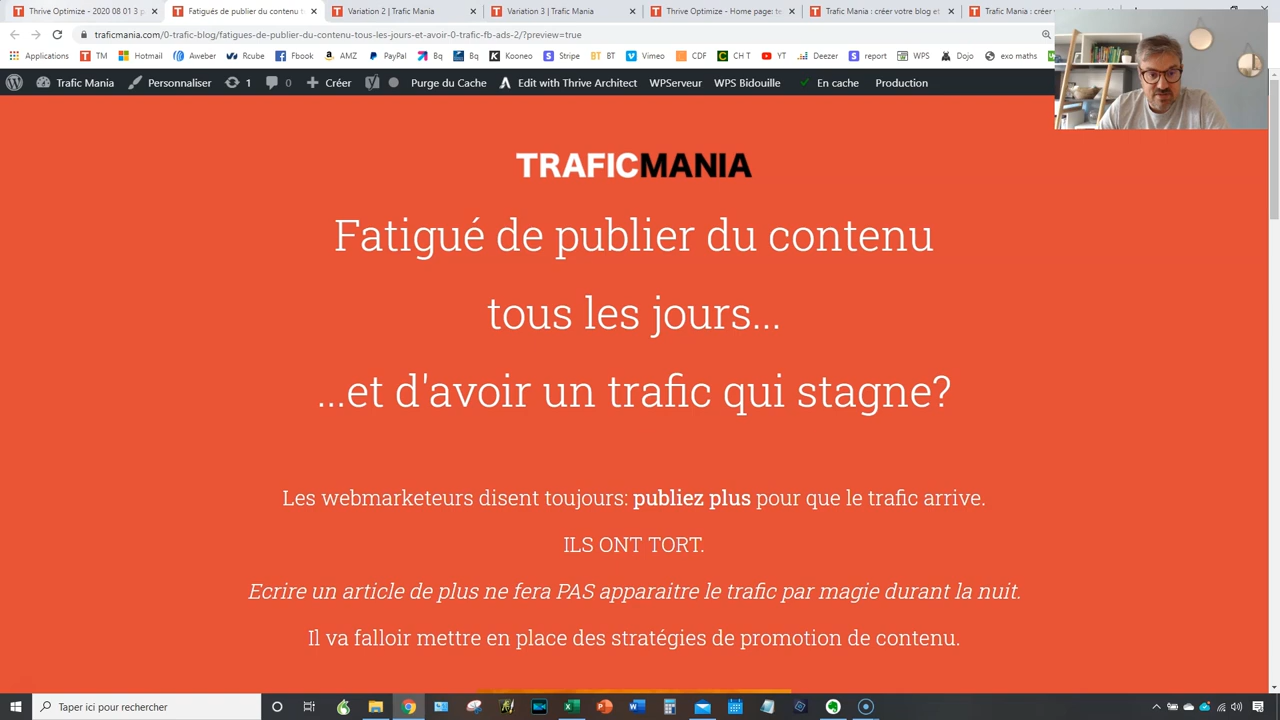 Thrive Optimize - 2020 08 01 3 p
Fatigués de publier du contenu t
Variation 2 | Trafic Mania
Variation 3 | Trafic Mania
Thrive Optimize - Home page: te
Trafic Mania : créer votre blog et
Trafic Mania : crée
traficmania.com/0-trafic-blog/fatigues-de-publier-du-contenu-tous-les-jours-et-avoir-0-trafic-fb-ads-2/?preview=true
Applications TM Hotmail Aweber Rcube Fbook AMZ PayPal Bq Bq Kooneo Stripe BT BT Vimeo CDF CH T YT Deezer report WPS Dojo exo maths
Trafic Mania Personnaliser 1 0 Créer Purge du Cache Edit with Thrive Architect WPServeur WPS Bidouille En cache Production
TRAFICMANIA
Fatigué de publier du contenu
tous les jours...
...et d'avoir un trafic qui stagne?
Les webmarketeurs disent toujours: publiez plus pour que le trafic arrive.
ILS ONT TORT.
Ecrire un article de plus ne fera PAS apparaitre le trafic par magie durant la nuit.
Il va falloir mettre en place des stratégies de promotion de contenu.
Taper ici pour rechercher